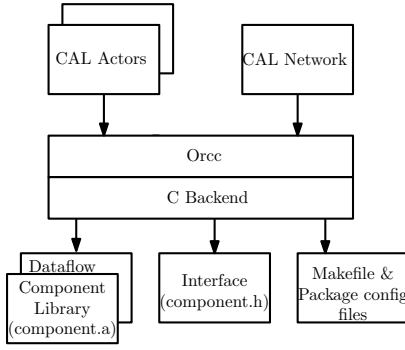 CAL Actors
CAL Network
Orcc
C Backend
Dataflow
Component
Library
(component.a)
Interface
(component.h)
Makefile &
Package config
files